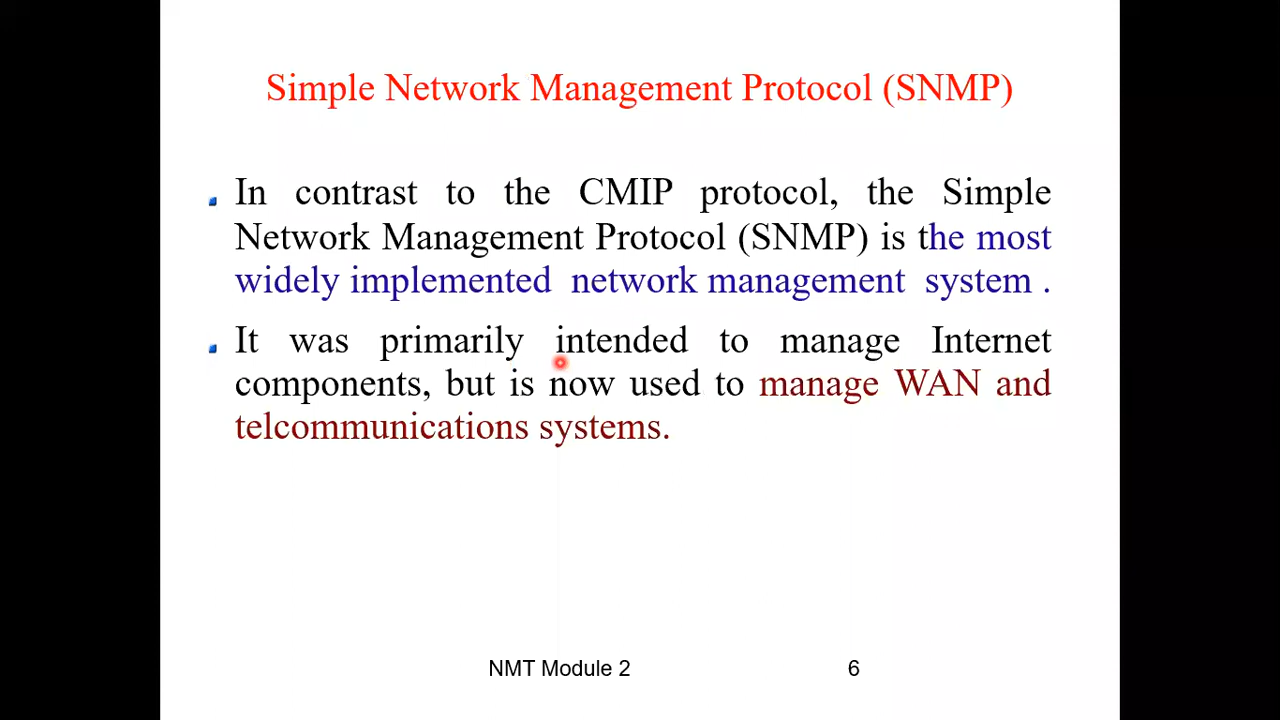 Simple Network Management Protocol (SNMP)
In contrast to the CMIP protocol, the Simple
Network Management Protocol (SNMP) is the most
widely implemented network management system .
It was primarily intended to manage Internet
components, but is now used to manage WAN and
telcommunications systems.
NMT Module 2 6